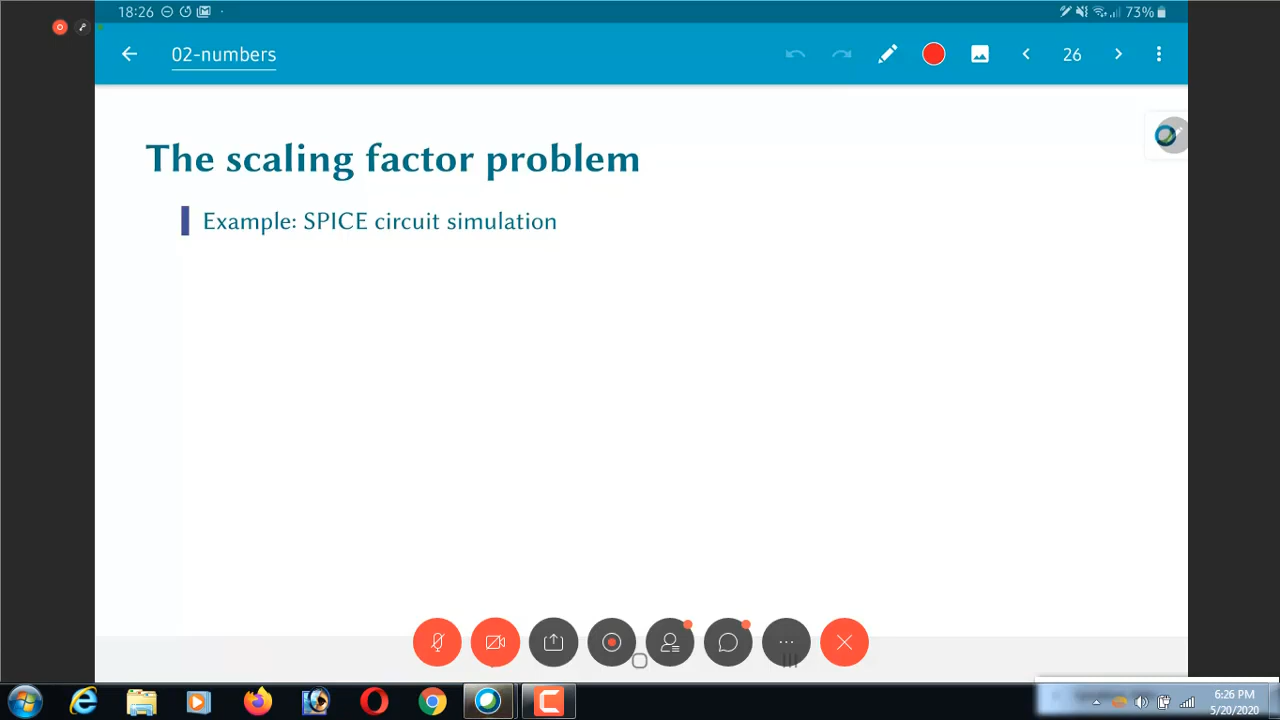 18:26
73%
02-numbers
26
The scaling factor problem
Example: SPICE circuit simulation
6:26 PM
5/20/2020